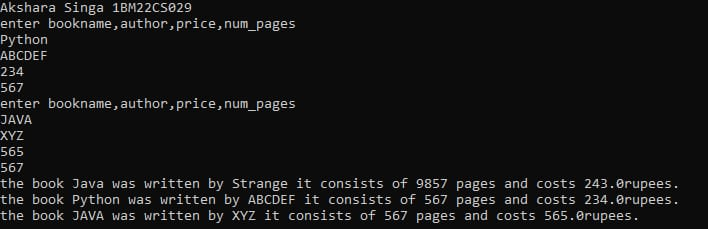 Akshara Singa 1BM22CS029
enter bookname,author,price,num_pages
Python
ABCDEF
234
567
enter bookname,author,price,num_pages
JAVA
XYZ
565
567
the book Java was written by Strange it consists of 9857 pages and costs 243.0rupees.
the book Python was written by ABCDEF it consists of 567 pages and costs 234.0rupees.
the book JAVA was written by XYZ it consists of 567 pages and costs 565.0rupees.